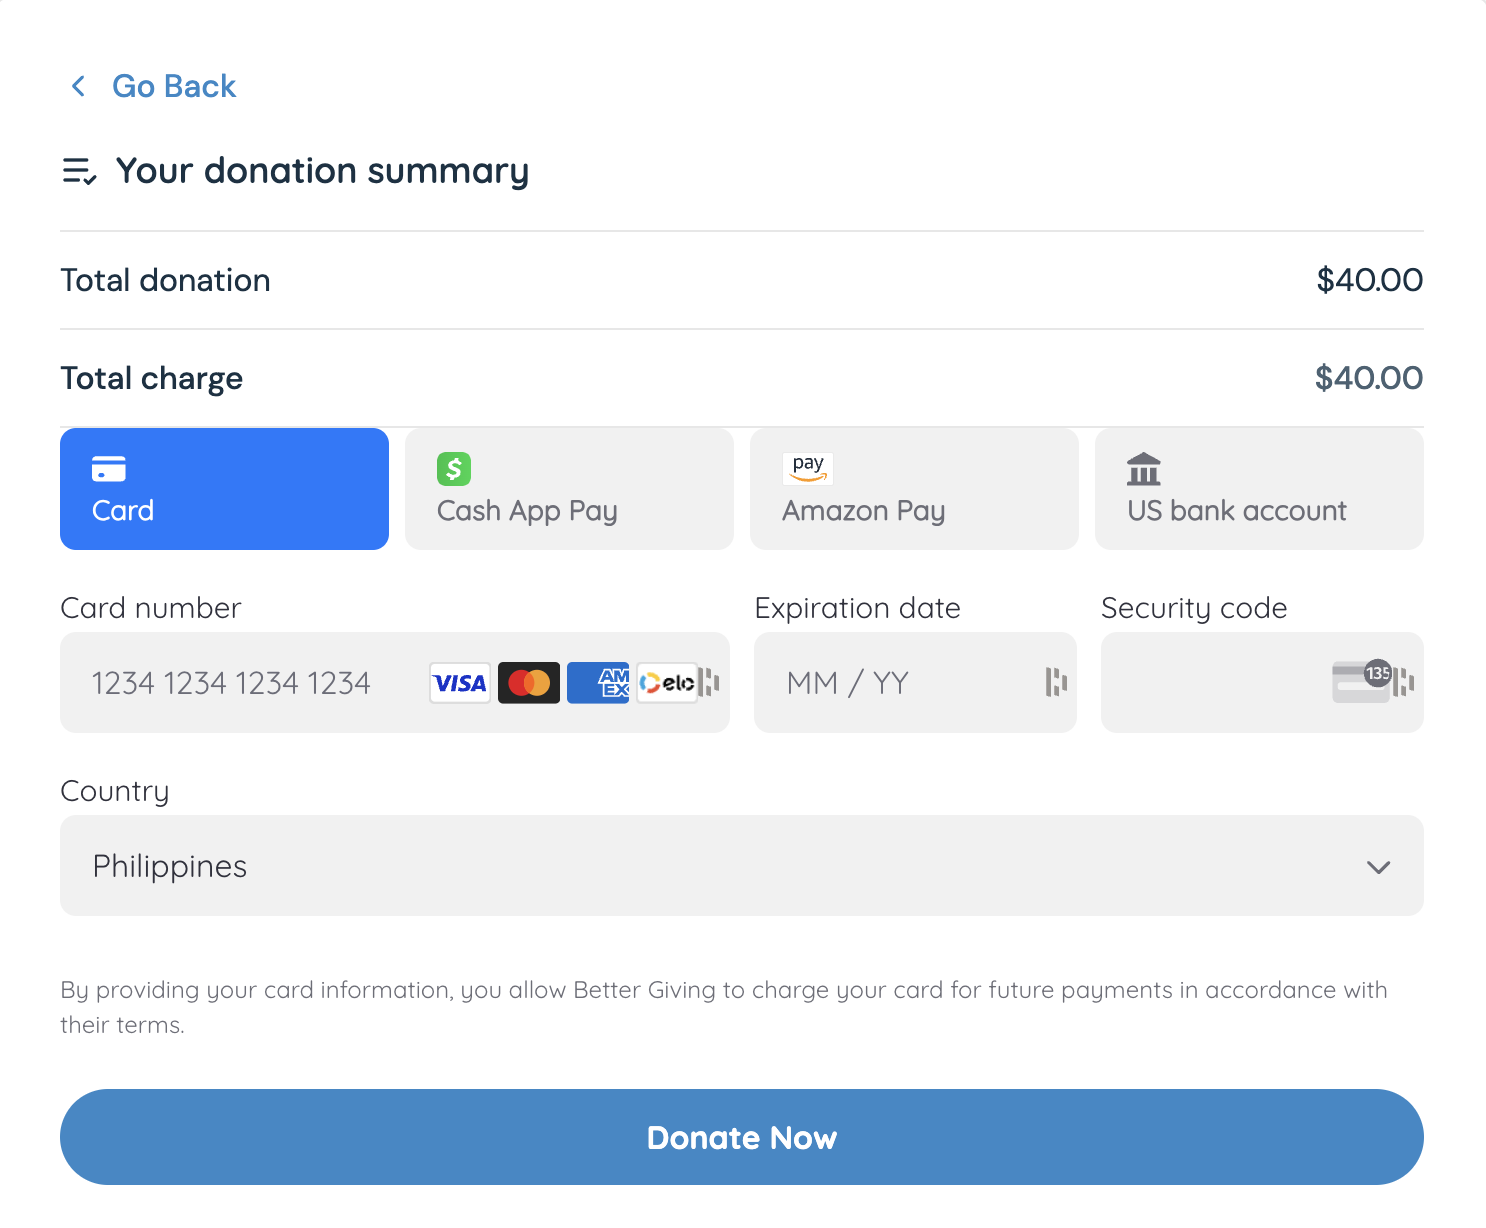 Go Back
Your donation summary
Total donation $40.00
Total charge $40.00
Card
Cash App Pay
pay
Amazon Pay
US bank account
Card number Expiration date Security code
1234 1234 1234 1234 VISA AM EX elo MM / YY 135
Country
Philippines
By providing your card information, you allow Better Giving to charge your card for future payments in accordance with
their terms.
Donate Now